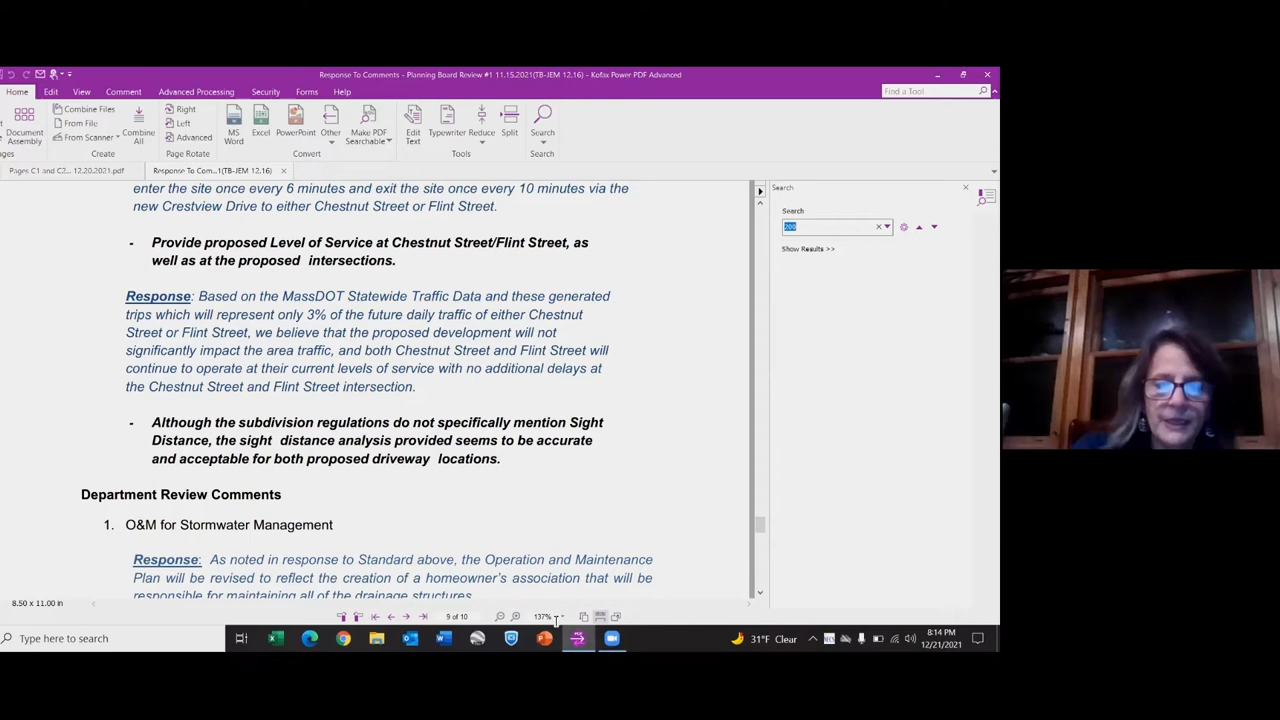 Response To Comments - Planning Board Review #1 11.15.2021(TB-JEM 12.16) - Kofax Power PDF Advanced
Home Edit View Comment Advanced Processing Security Forms Help
Find a Tool
Document Assembly
Combine Files
From File
From Scanner
Combine All
Create
Right
Left
Advanced
Page Rotate
MS Word
Excel
PowerPoint
Other
Make PDF Searchable
Convert
Edit Text
Typewriter
Reduce
Split
Tools
Search
Search
Pages C1 and C2... 12.20.2021.pdf
Response To Com...1(TB-JEM 12.16)
enter the site once every 6 minutes and exit the site once every 10 minutes via the
new Crestview Drive to either Chestnut Street or Flint Street.
- Provide proposed Level of Service at Chestnut Street/Flint Street, as
well as at the proposed intersections.
Response: Based on the MassDOT Statewide Traffic Data and these generated
trips which will represent only 3% of the future daily traffic of either Chestnut
Street or Flint Street, we believe that the proposed development will not
significantly impact the area traffic, and both Chestnut Street and Flint Street will
continue to operate at their current levels of service with no additional delays at
the Chestnut Street and Flint Street intersection.
- Although the subdivision regulations do not specifically mention Sight
Distance, the sight distance analysis provided seems to be accurate
and acceptable for both proposed driveway locations.
Department Review Comments
1. O&M for Stormwater Management
Response: As noted in response to Standard above, the Operation and Maintenance
Plan will be revised to reflect the creation of a homeowner's association that will be
responsible for maintaining all of the drainage structures.
Search
Search
Show Results >>
8.50 x 11.00 in
9 of 10
137%
Type here to search
31°F Clear
8:14 PM
12/21/2021